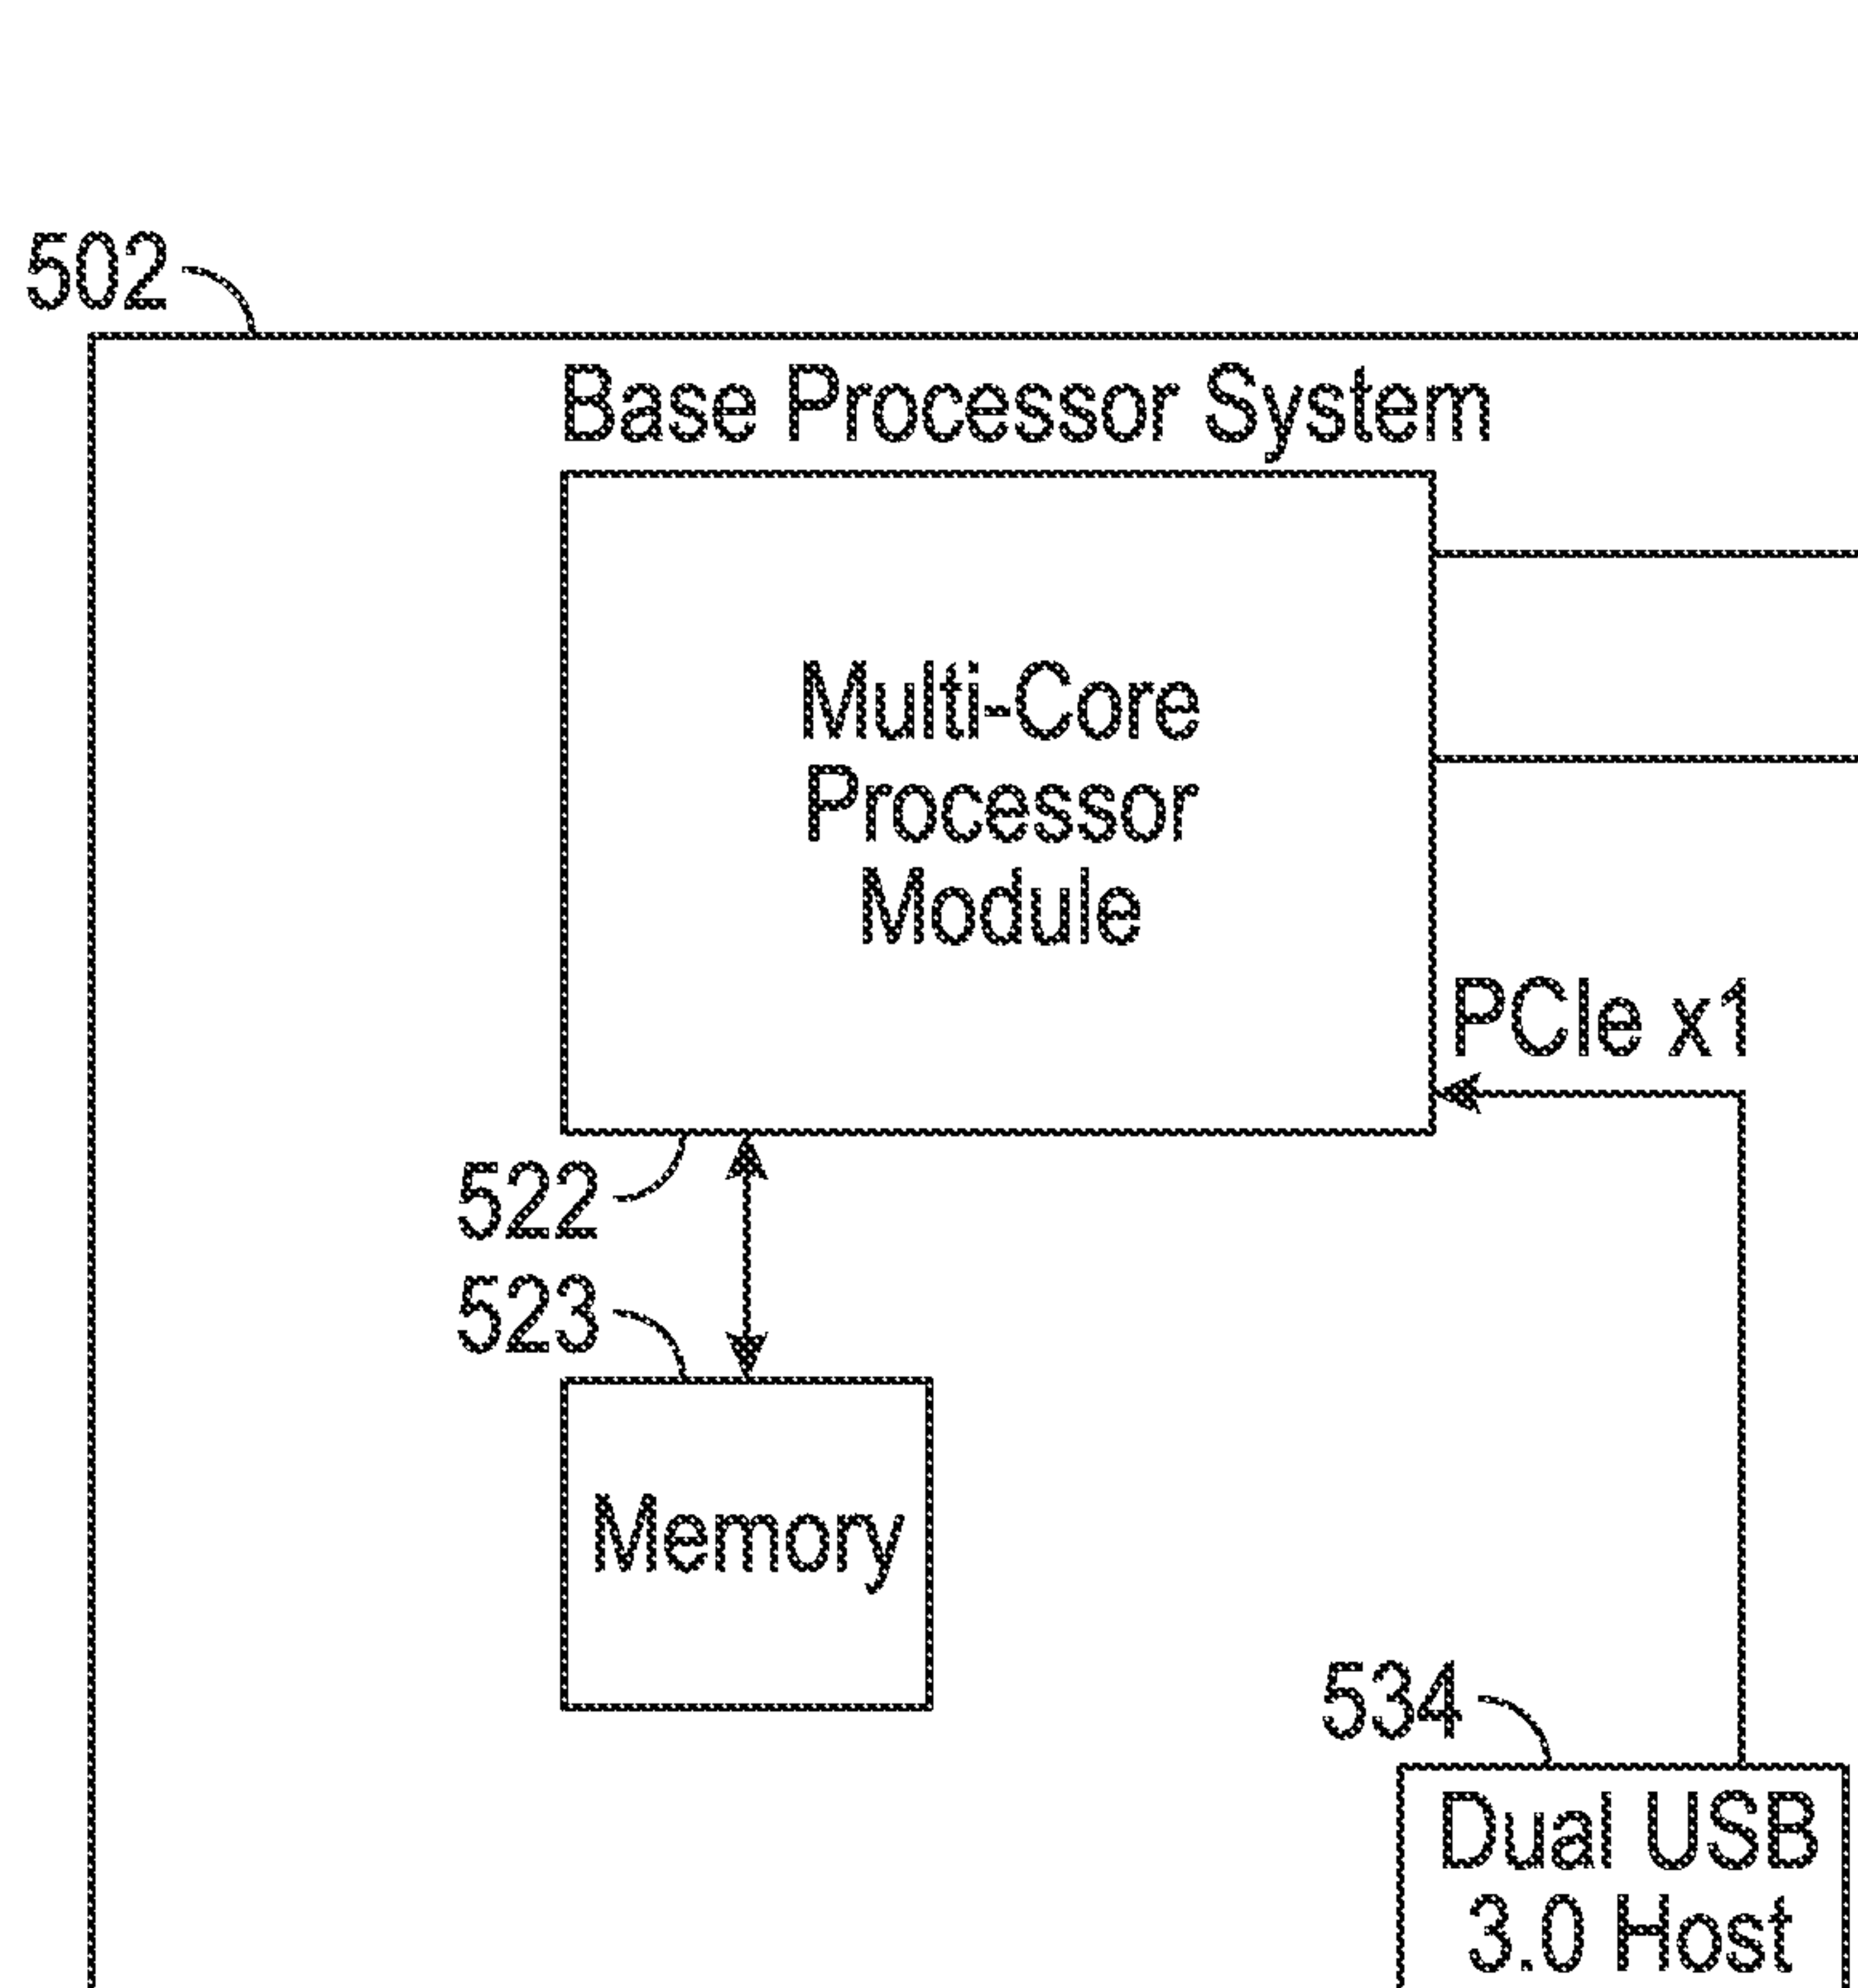 502
Base Processor System
Multi-Core
Processor
Module
PCIe x1
522
523
Memory
534
Dual USB
3.0 Host